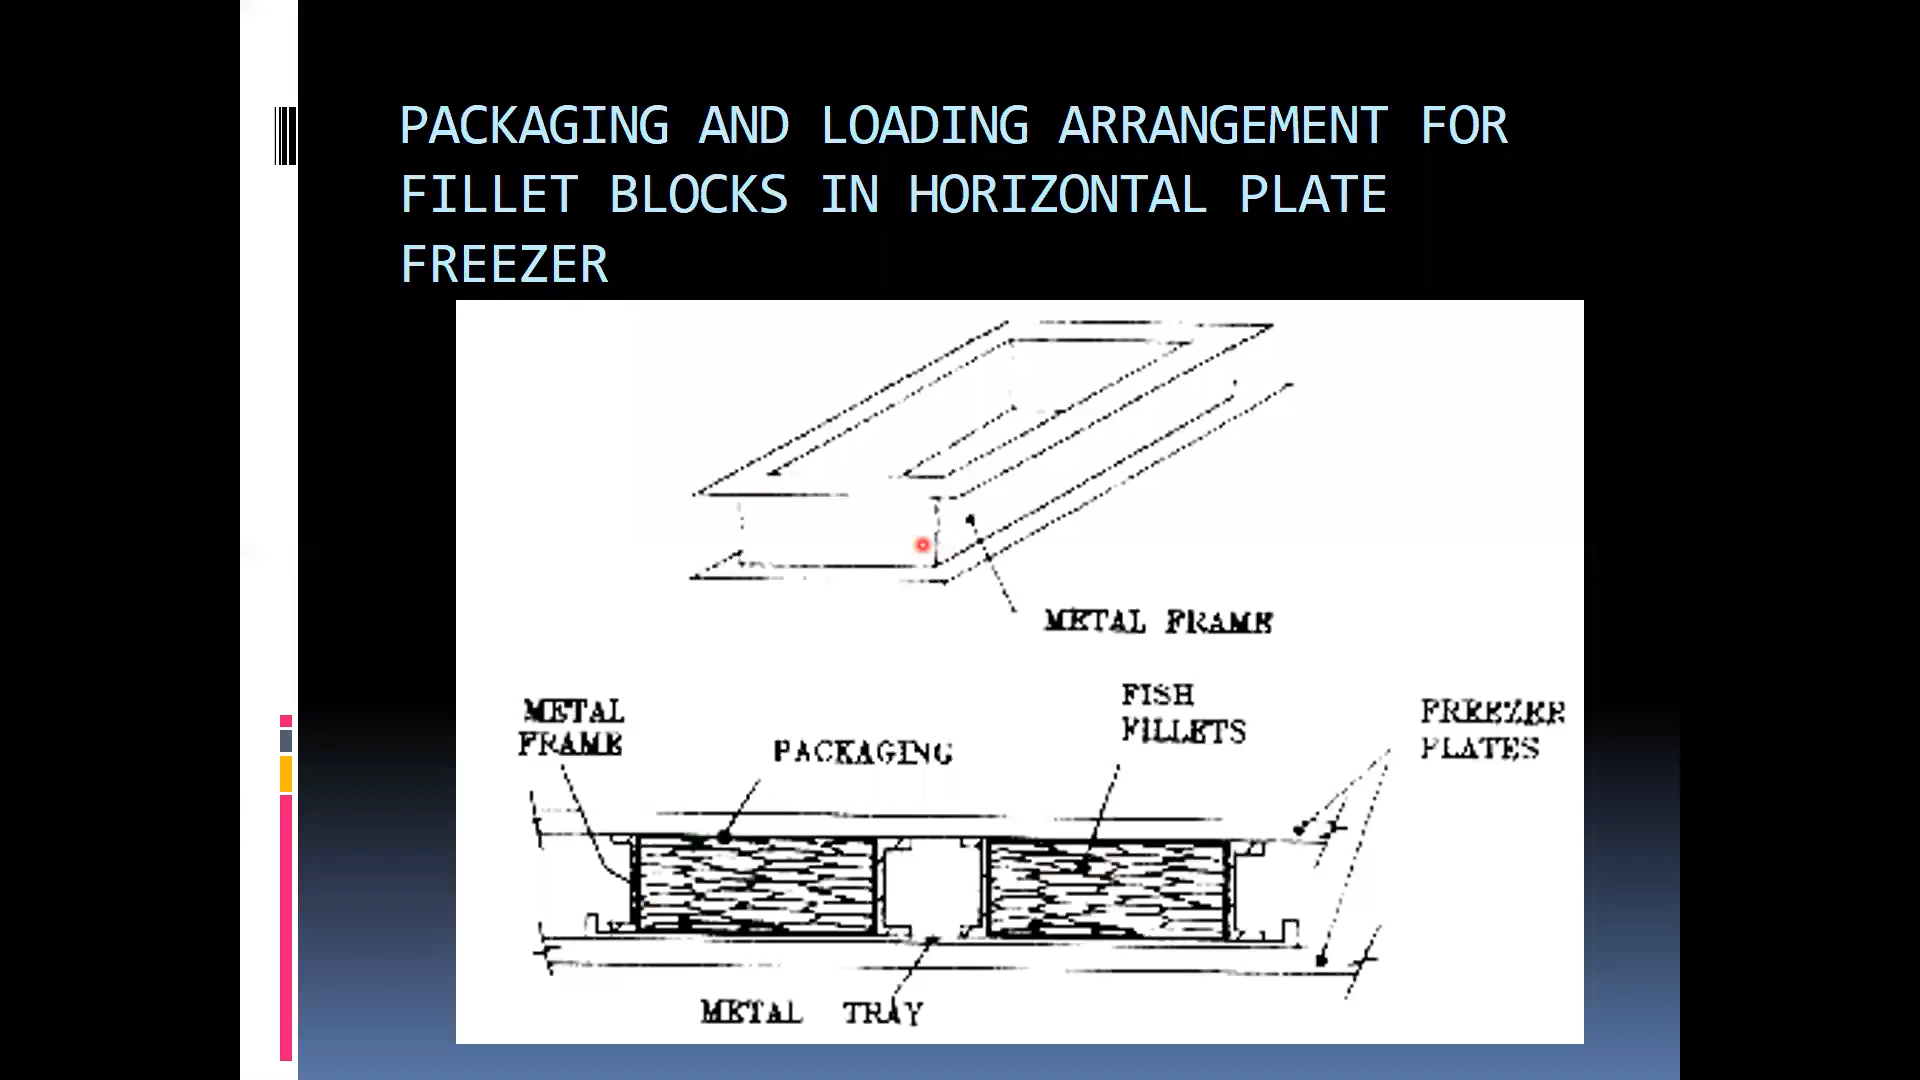 PACKAGING AND LOADING ARRANGEMENT FOR
FILLET BLOCKS IN HORIZONTAL PLATE
FREEZER
METAL FRAME
METAL
FRAME
PACKAGING
FISH
FILLETS
FREEZER
PLATES
METAL TRAY